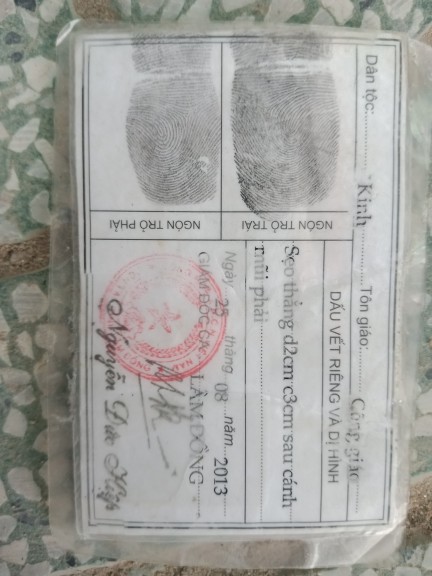 Dân tộc: Kinh Tôn giáo: Công giáo
NGÓN TRỎ TRÁI
NGÓN TRỎ PHẢI
DẤU VẾT RIÊNG VÀ DỊ HÌNH
Sẹo thẳng d2cm c3cm sau cánh
mũi phải
Ngày 25 tháng 08 năm 2013
GIÁM ĐỐC CA LÂM ĐỒNG
Nguyễn Đức Hiệp